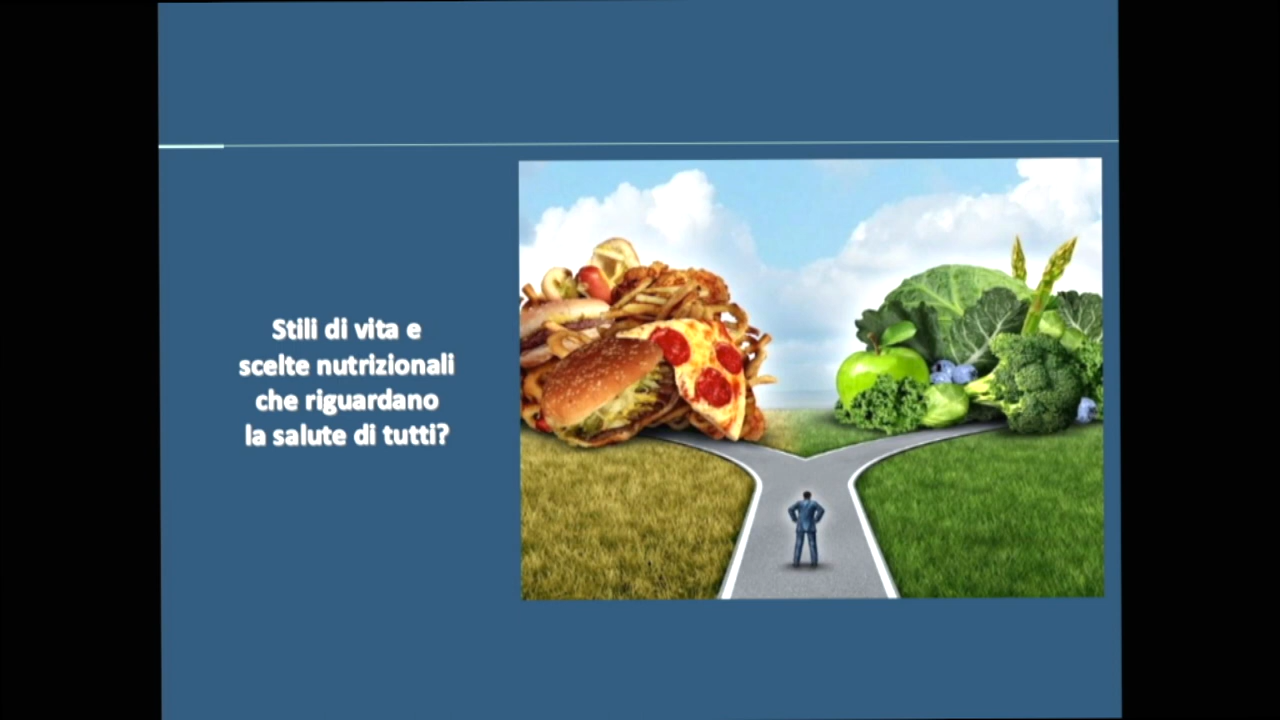 Stili di vita e
scelte nutrizionali
che riguardano
la salute di tutti?